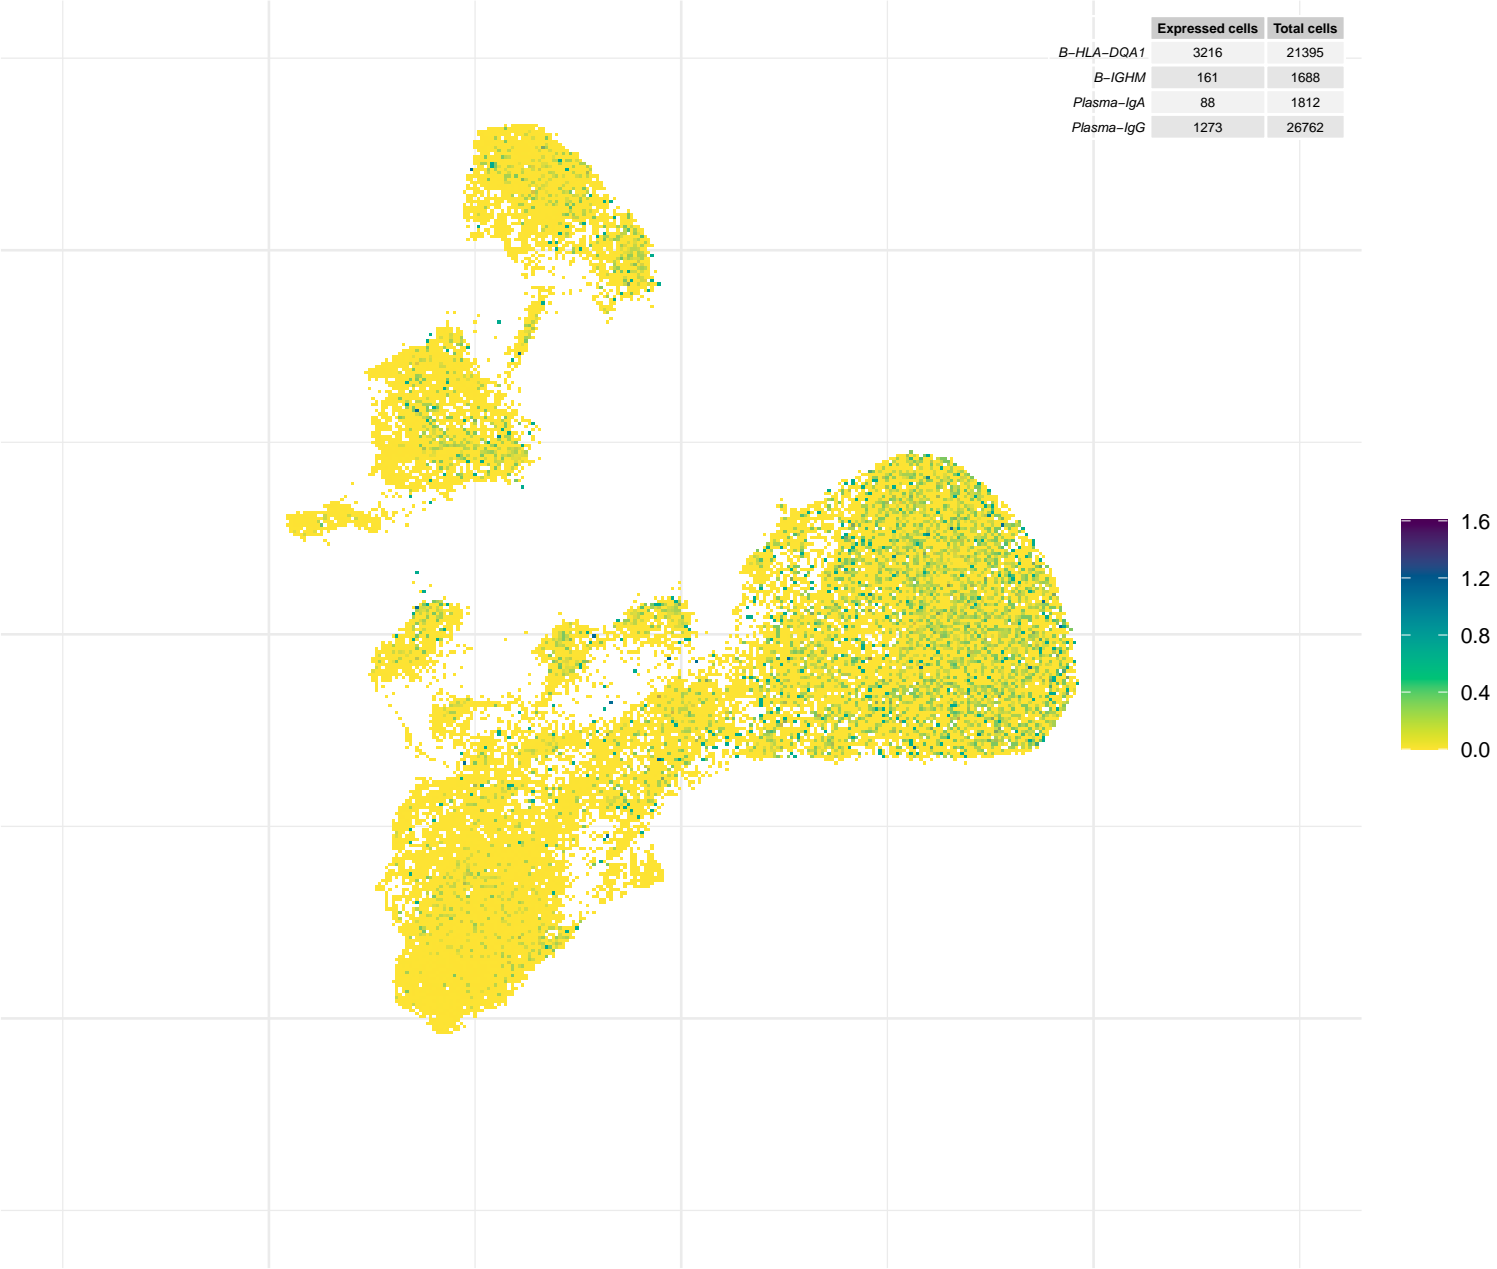 Expressed cells Total cells
B−HLA−DQA1 3216 21395
B−IGHM 161 1688
Plasma−IgA 88 1812
Plasma−IgG 1273 26762
1.6
1.2
0.8
0.4
0.0